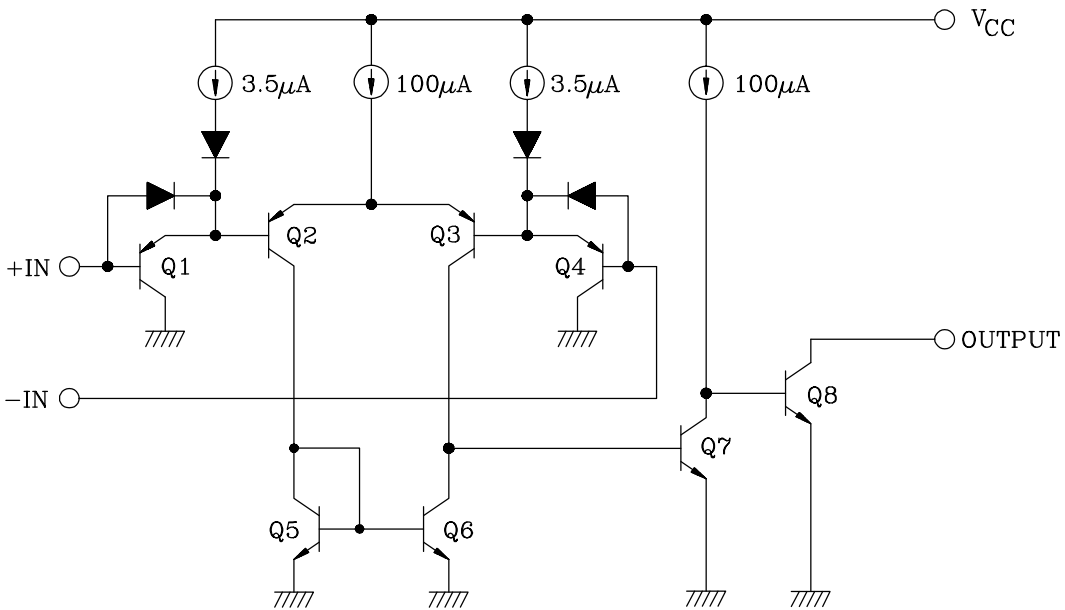 V_CC
3.5μA
100μA
3.5μA
100μA
Q2
Q3
Q1
Q4
+IN
OUTPUT
−IN
Q8
Q7
Q5
Q6